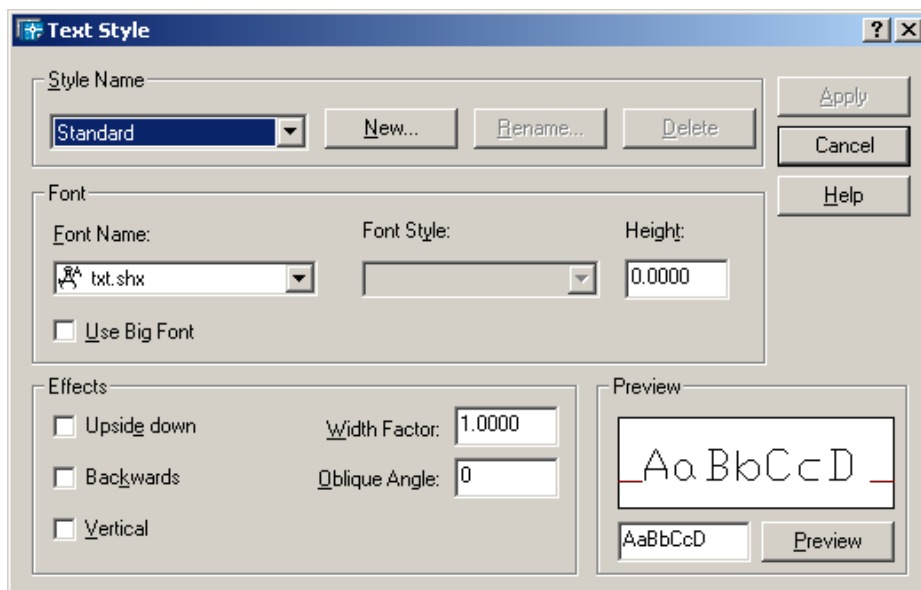 Text Style
Style Name
Standard
New...
Rename...
Delete
Apply
Cancel
Help
Font
Font Name:
Font Style:
Height:
txt.shx
0.0000
Use Big Font
Effects
Upside down
Width Factor:
1.0000
Backwards
Oblique Angle:
0
Vertical
Preview
AaBbCcD
AaBbCcD
Preview